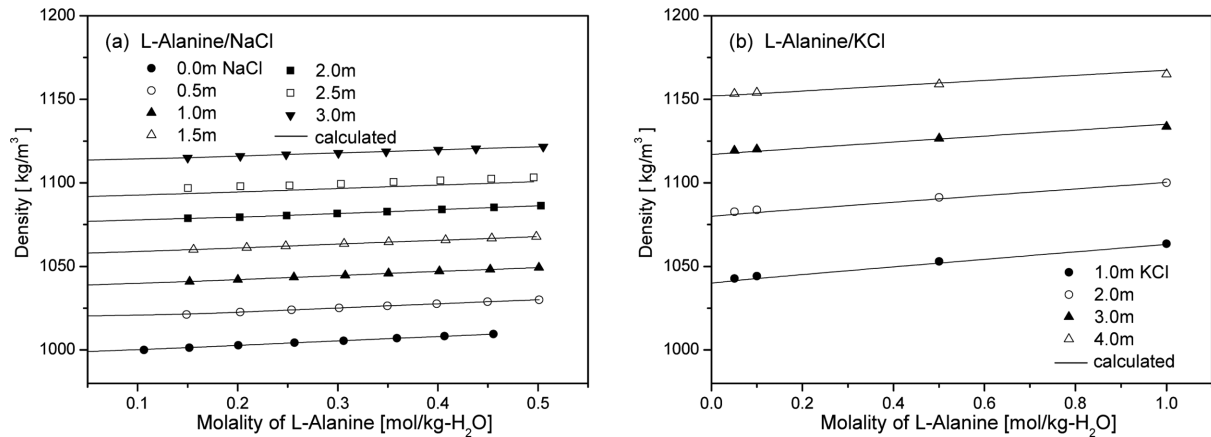 (a) L-Alanine/NaCl
0.0m NaCl
0.5m
1.0m
1.5m
2.0m
2.5m
3.0m
calculated
Density [ kg/m³]
1200
1150
1100
1050
1000
0.1 0.2 0.3 0.4 0.5
Molality of L-Alanine [mol/kg-H₂O]
(b) L-Alanine/KCl
1.0m KCl
2.0m
3.0m
4.0m
calculated
Density [ kg/m³]
1200
1150
1100
1050
1000
0.0 0.2 0.4 0.6 0.8 1.0
Molality of L-Alanine [mol/kg-H₂O]